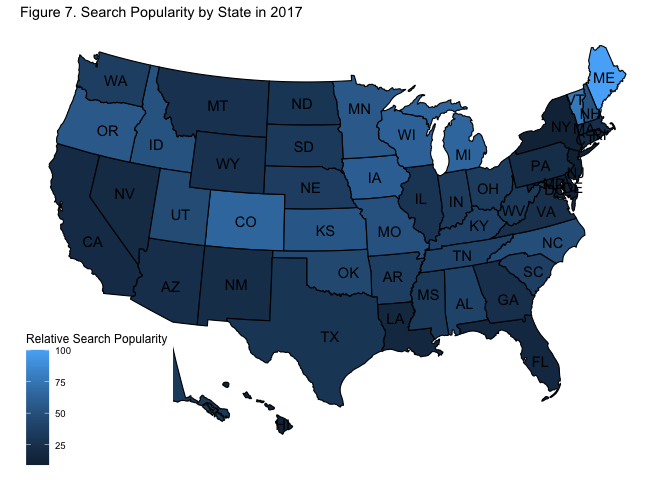 Figure 7. Search Popularity by State in 2017
WA
MT
ND
MN
ME
VT
NH
OR
ID
SD
WI
NY
MA
CT
RI
WY
MI
PA
NJ
IA
NE
IL
IN
OH
MD
DE
DC
NV
UT
CO
WV
VA
KS
MO
KY
CA
NC
TN
OK
AR
SC
AZ
NM
MS
AL
GA
TX
LA
FL
HI
Relative Search Popularity
100
75
50
25